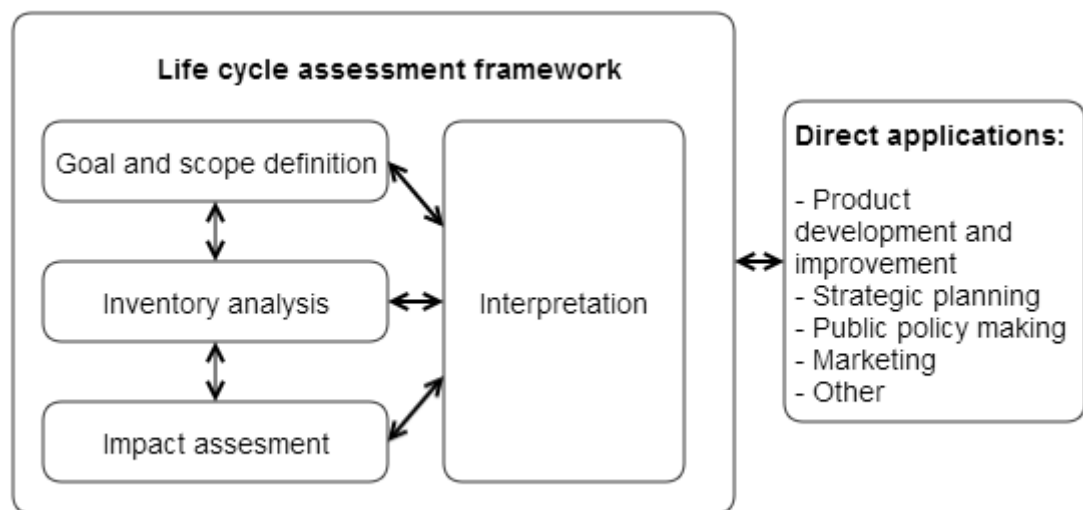 Life cycle assessment framework
Goal and scope definition
Inventory analysis
Impact assesment
Interpretation
Direct applications:
- Product
development and
improvement
- Strategic planning
- Public policy making
- Marketing
- Other